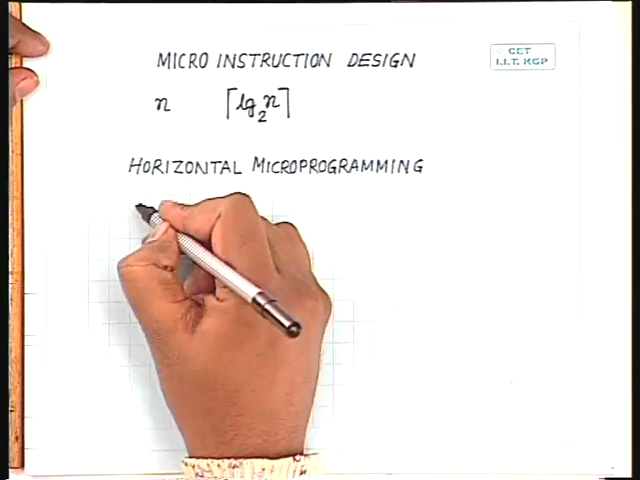 MICRO INSTRUCTION DESIGN
© CET
I.I.T. KGP
n ⌈lg₂n⌉
HORIZONTAL MICROPROGRAMMING